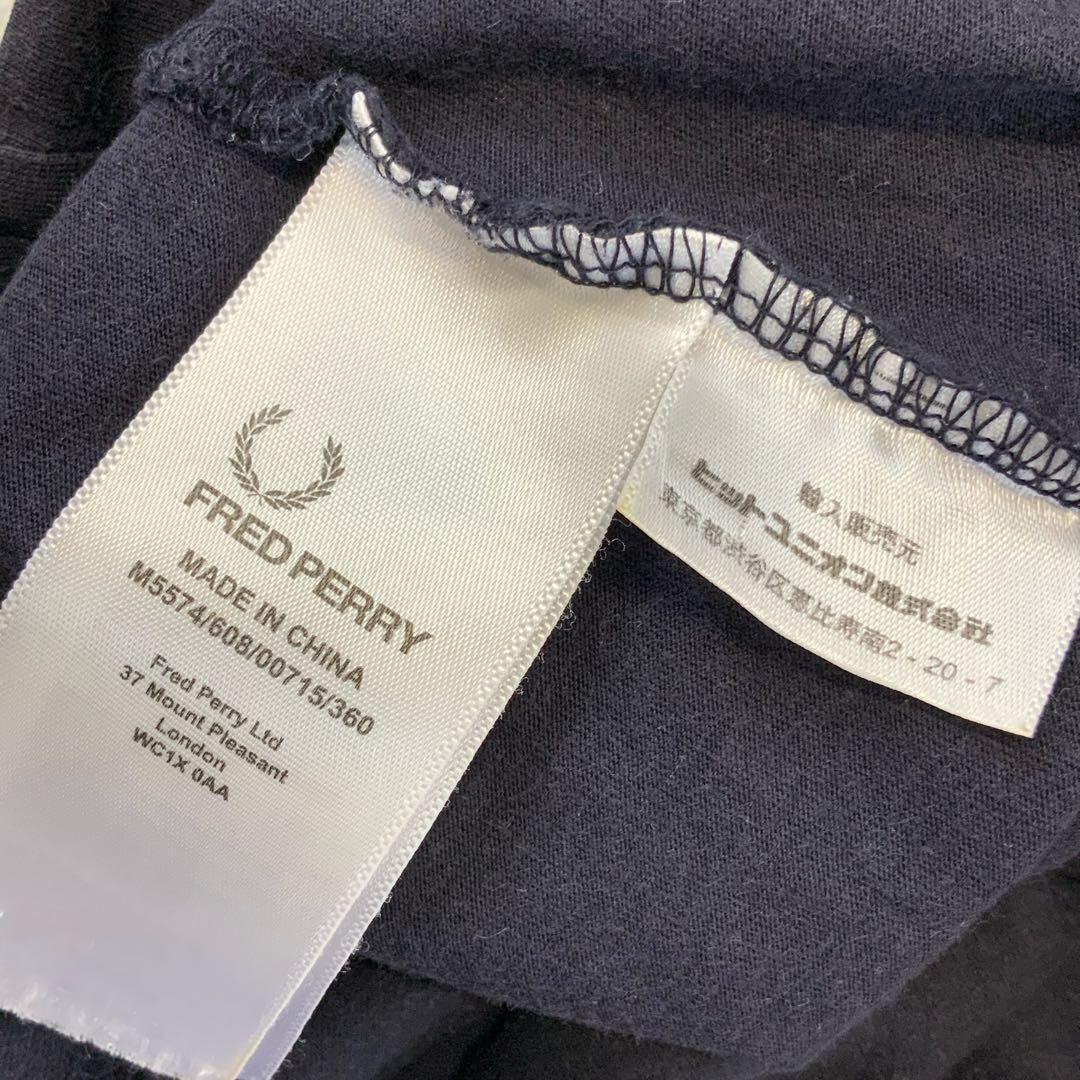 FRED PERRY
MADE IN CHINA
M5574/608/00715/360
Fred Perry Ltd
37 Mount Pleasant
London
WC1X 0AA
輸入販売元
ヒットユニオン株式会社
東京都渋谷区恵比寿南2-20-7